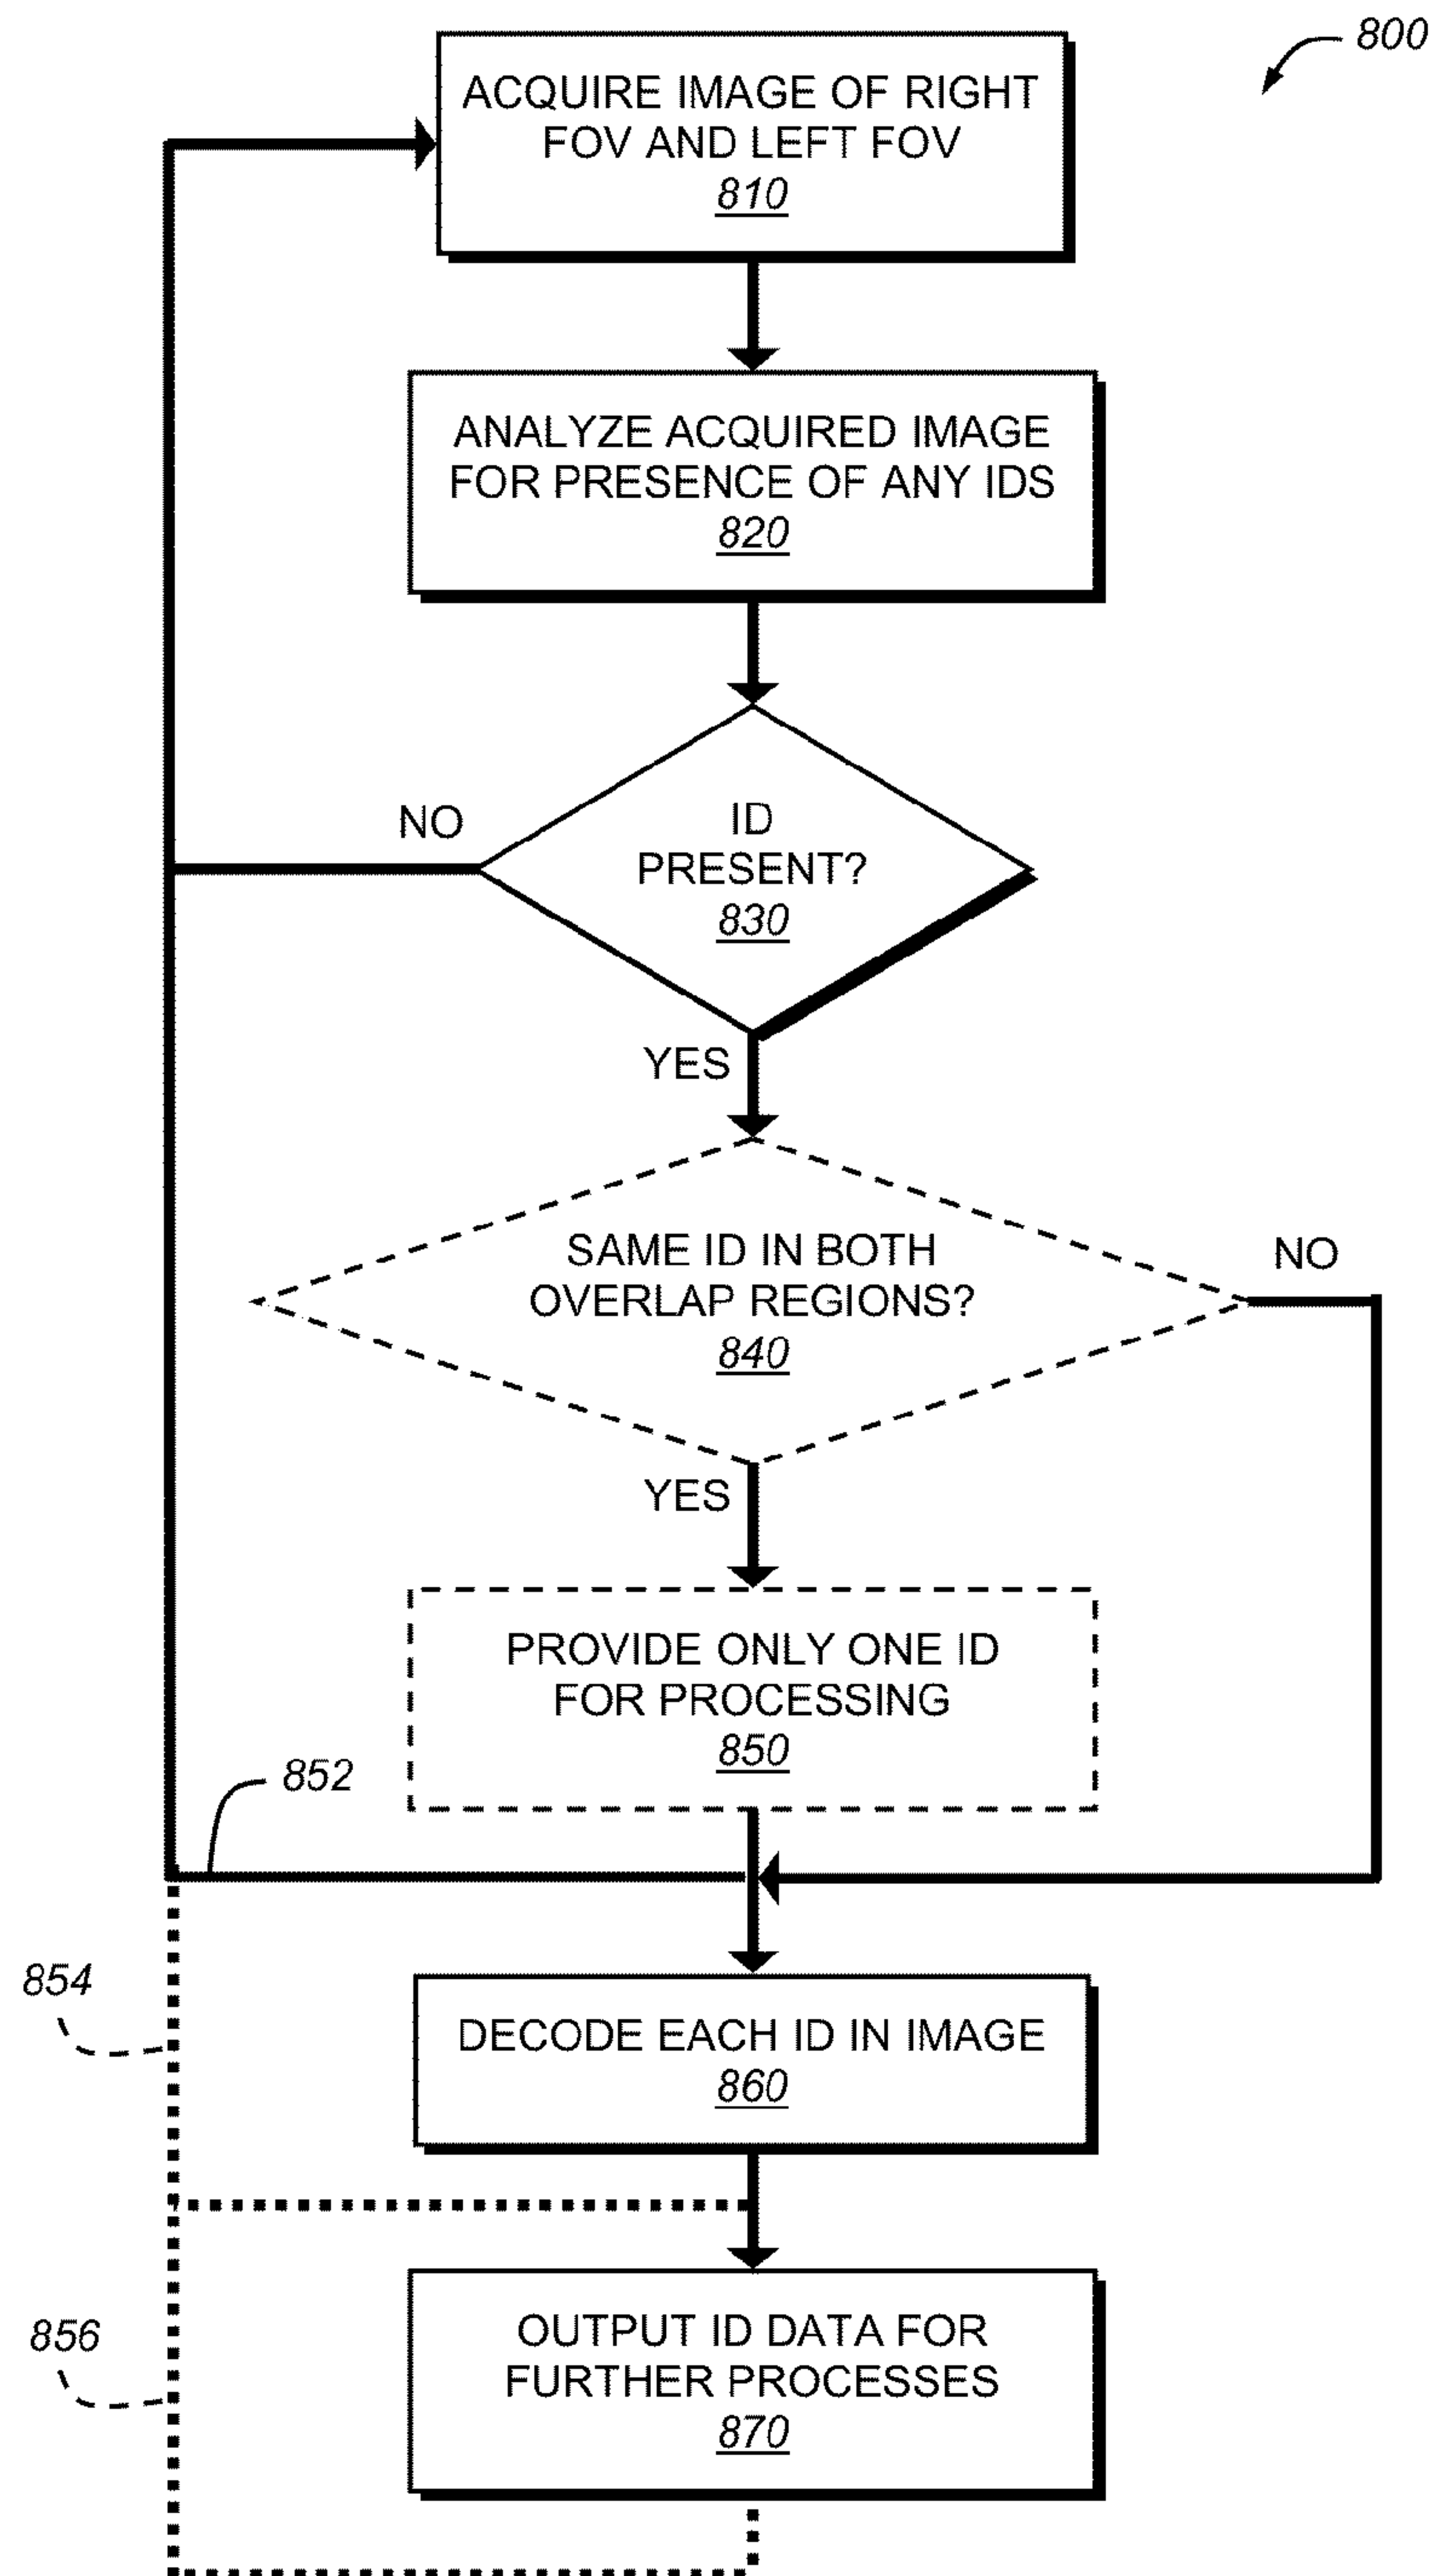 800
ACQUIRE IMAGE OF RIGHT
FOV AND LEFT FOV
810
ANALYZE ACQUIRED IMAGE
FOR PRESENCE OF ANY IDS
820
NO
ID
PRESENT?
830
YES
SAME ID IN BOTH
OVERLAP REGIONS?
840
NO
YES
PROVIDE ONLY ONE ID
FOR PROCESSING
850
852
854
DECODE EACH ID IN IMAGE
860
856
OUTPUT ID DATA FOR
FURTHER PROCESSES
870